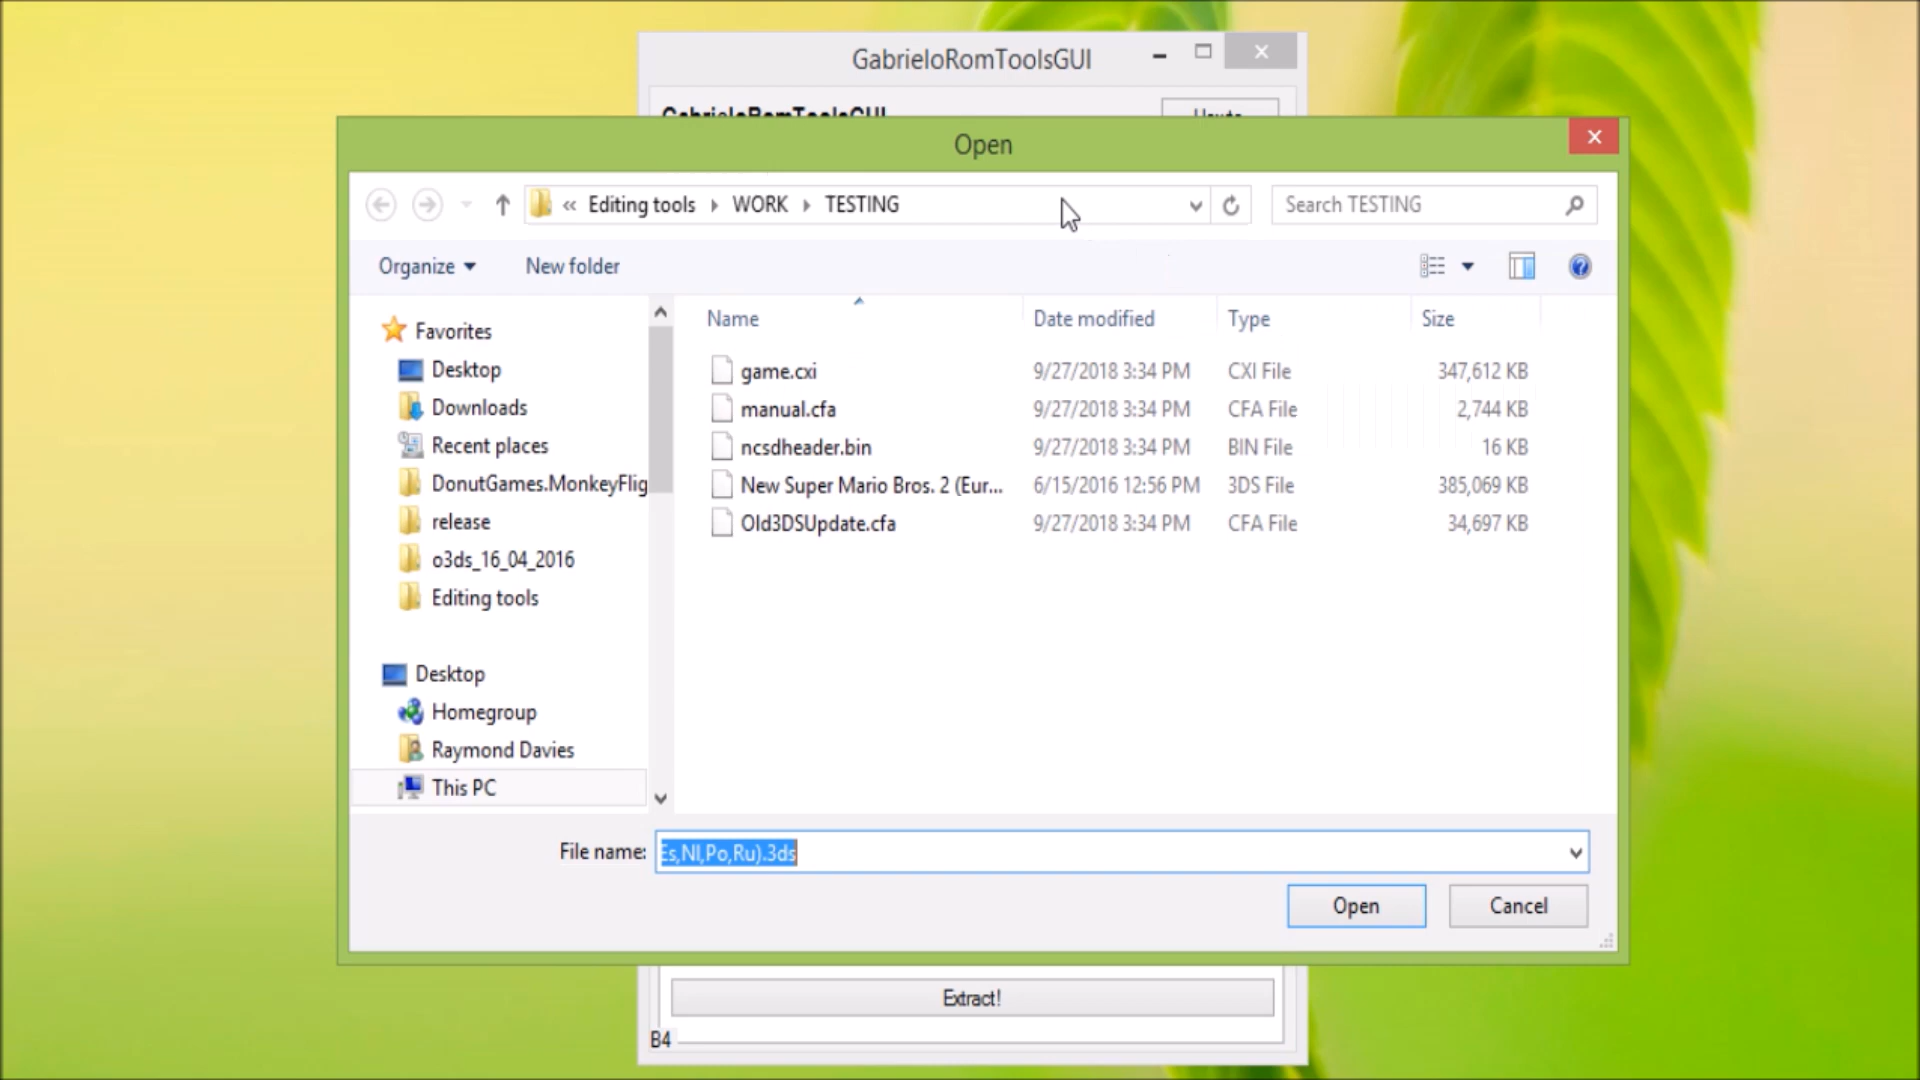 GabrieloRomToolsGUI
GabrieloRomToolsGUI
Open
« Editing tools WORK TESTING
Search TESTING
Organize
New folder
Name
Date modified
Type
Size
Favorites
Desktop
Downloads
Recent places
DonutGames.MonkeyFlig
release
o3ds_16_04_2016
Editing tools
Desktop
Homegroup
Raymond Davies
This PC
game.cxi 9/27/2018 3:34 PM CXI File 347,612 KB
manual.cfa 9/27/2018 3:34 PM CFA File 2,744 KB
ncsdheader.bin 9/27/2018 3:34 PM BIN File 16 KB
New Super Mario Bros. 2 (Eur... 6/15/2016 12:56 PM 3DS File 385,069 KB
Old3DSUpdate.cfa 9/27/2018 3:34 PM CFA File 34,697 KB
File name:
Es,Nl,Po,Ru).3ds
Open
Cancel
Extract!
B4